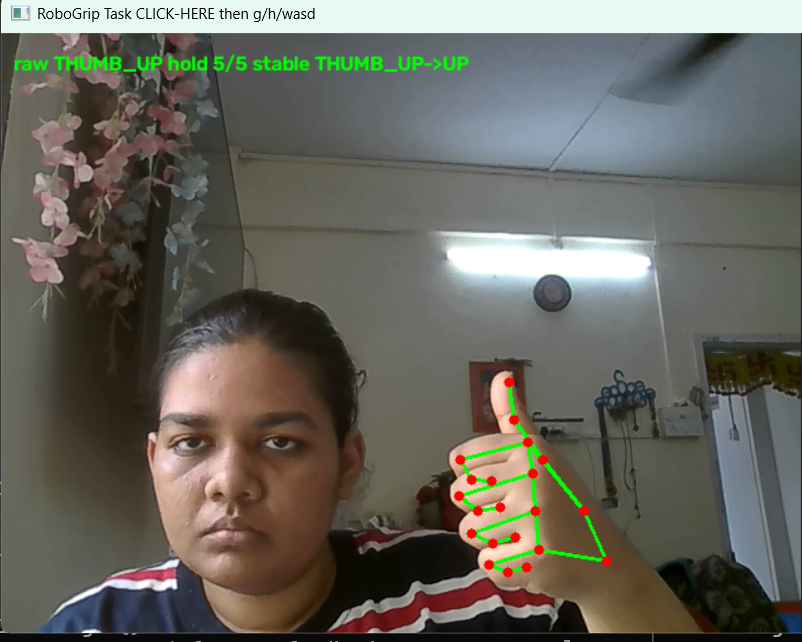 RoboGrip Task CLICK-HERE then g/h/wasd
raw THUMB_UP hold 5/5 stable THUMB_UP->UP